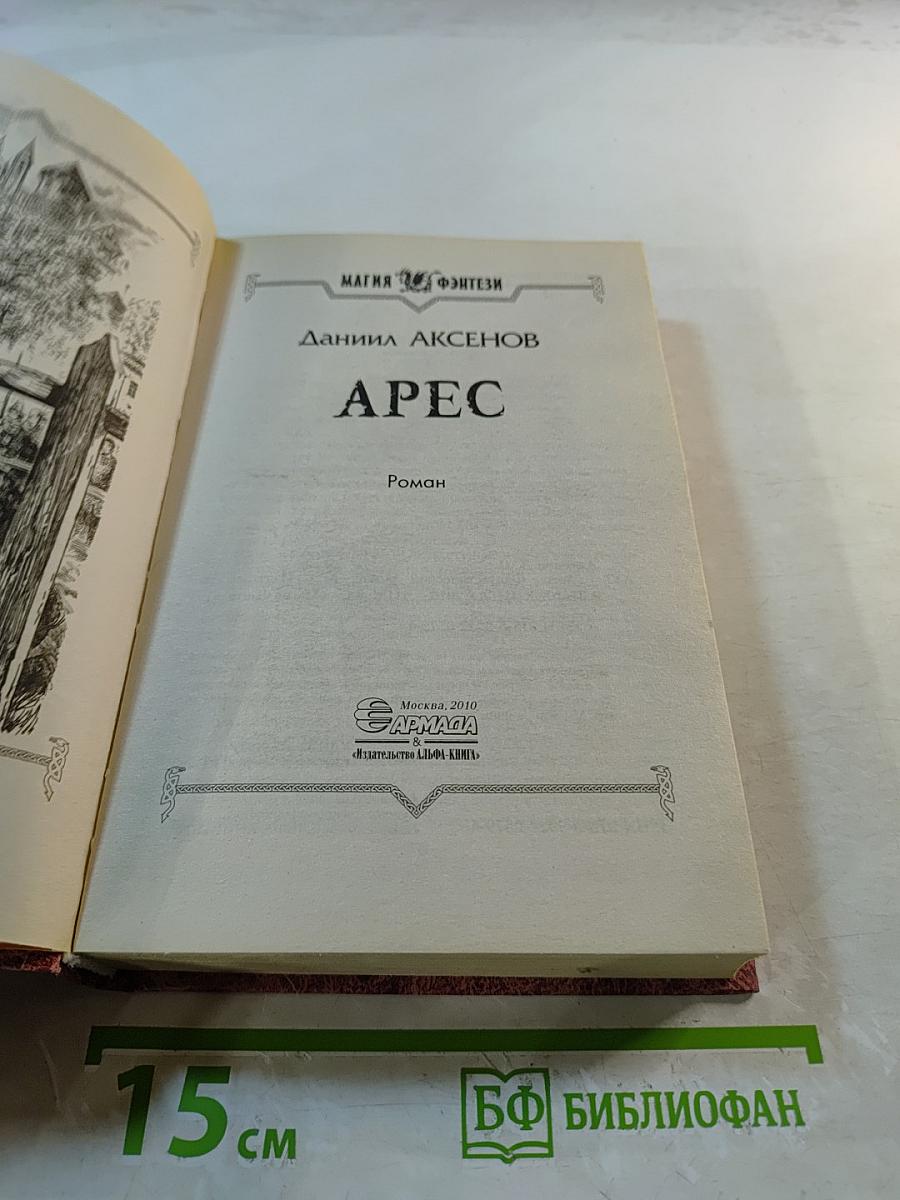 МАГИЯ ФЭНТЕЗИ
Даниил АКСЕНОВ
АРЕС
Роман
Москва, 2010
АРМАДА
&
«Издательство АЛЬФА-КНИГА»
15 см
БФ БИБЛИОФАН